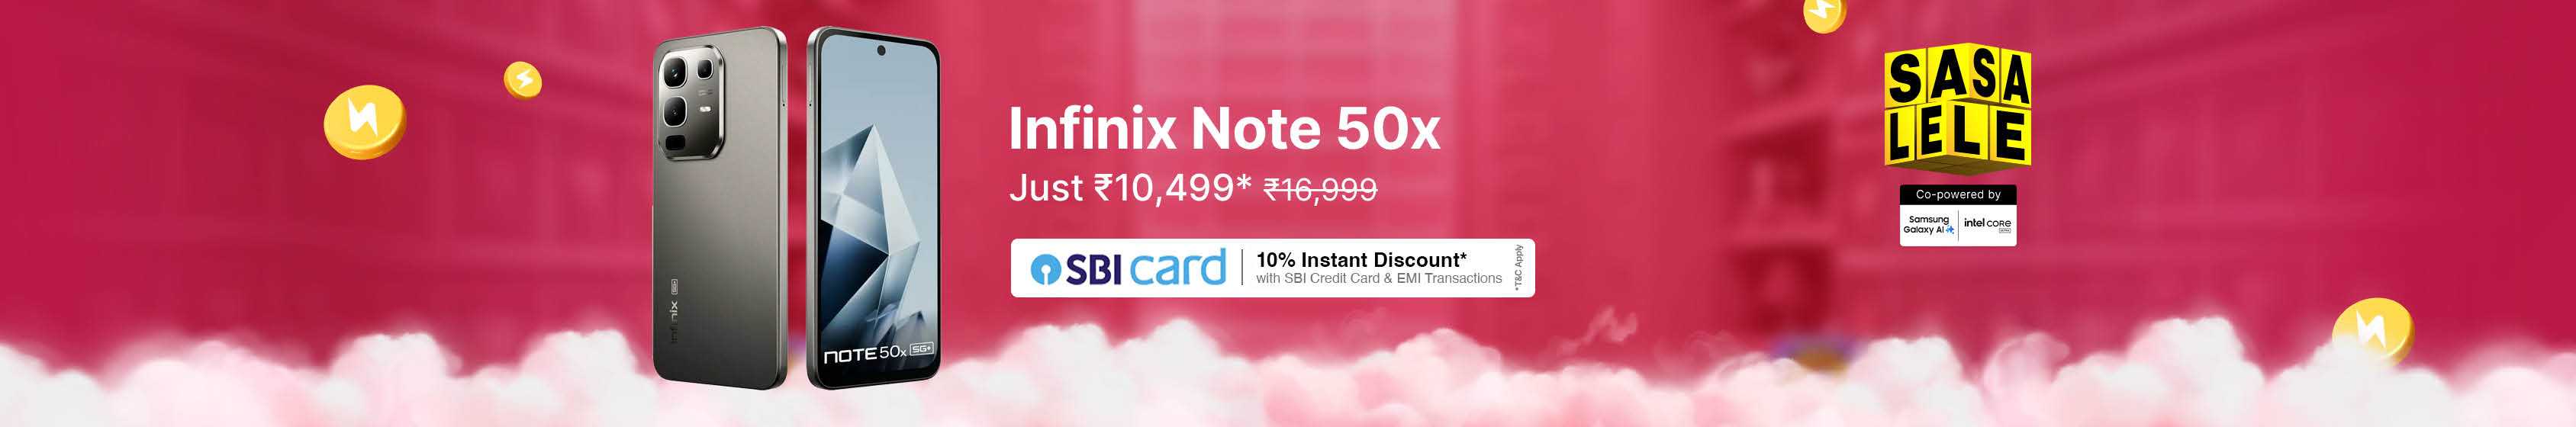 Infinix Note 50x
Just ₹10,499* ₹16,999
SBI card
10% Instant Discount*
with SBI Credit Card & EMI Transactions
*T&C Apply
SASA
LELE
Co-powered by
Samsung
Galaxy AI
intel CORE
Infinix 5G
NOTE 50x 5G+